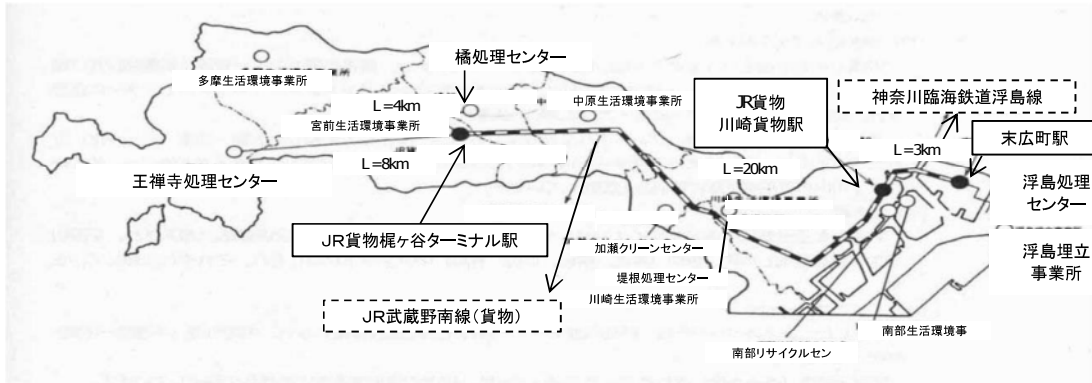 橘処理センター
多摩生活環境事業所
L=4km
中原生活環境事業所
宮前生活環境事業所
JR貨物
川崎貨物駅
神奈川臨海鉄道浮島線
L=3km
末広町駅
L=8km
L=20km
王禅寺処理センター
浮島処理
センター
JR貨物梶ヶ谷ターミナル駅
加瀬クリーンセンター
浮島埋立
事業所
堤根処理センター
川崎生活環境事業所
JR武蔵野南線(貨物)
南部生活環境事
南部リサイクルセン